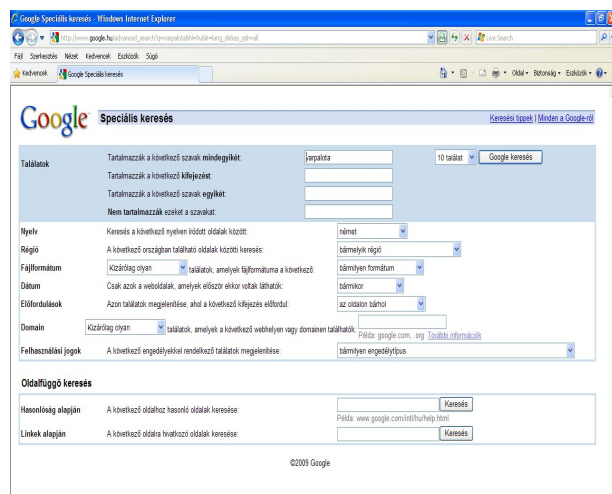 Google Speciális keresés - Windows Internet Explorer
Live Search
Fájl Szerkesztés Nézet Kedvencek Eszközök Súgó
Kedvencek Google Speciális keresés Oldal Biztonság Eszközök
Google Speciális keresés Keresési tippek | Minden a Google-ról
Találatok Tartalmazzák a következő szavak mindegyikét: varpalota 10 találat Google keresés
Tartalmazzák a következő kifejezést:
Tartalmazzák a következő szavak egyikét:
Nem tartalmazzák ezeket a szavakat:
Nyelv Keresés a következő nyelven íródott oldalak között: német
Régió A következő országban található oldalak közötti keresés: bármelyik régió
Fájlformátum Kizárólag olyan találatok, amelyek fájlformátuma a következő: bármilyen formátum
Dátum Csak azok a weboldalak, amelyek először ekkor voltak láthatók: bármikor
Előfordulások Azon találatok megjelenítése, ahol a következő kifejezés előfordul: az oldalon bárhol
Domain Kizárólag olyan találatok, amelyek a következő webhelyen vagy domainen találhatók:
Példa: google.com, .org További információk
Felhasználási jogok A következő engedélyekkel rendelkező találatok megjelenítése: bármilyen engedélytípus
Oldalfüggő keresés
Hasonlóság alapján A következő oldalhoz hasonló oldalak keresése: Keresés
Példa: www.google.com/intl/hu/help.html
Linkek alapján A következő oldalra hivatkozó oldalak keresése: Keresés
©2009 Google